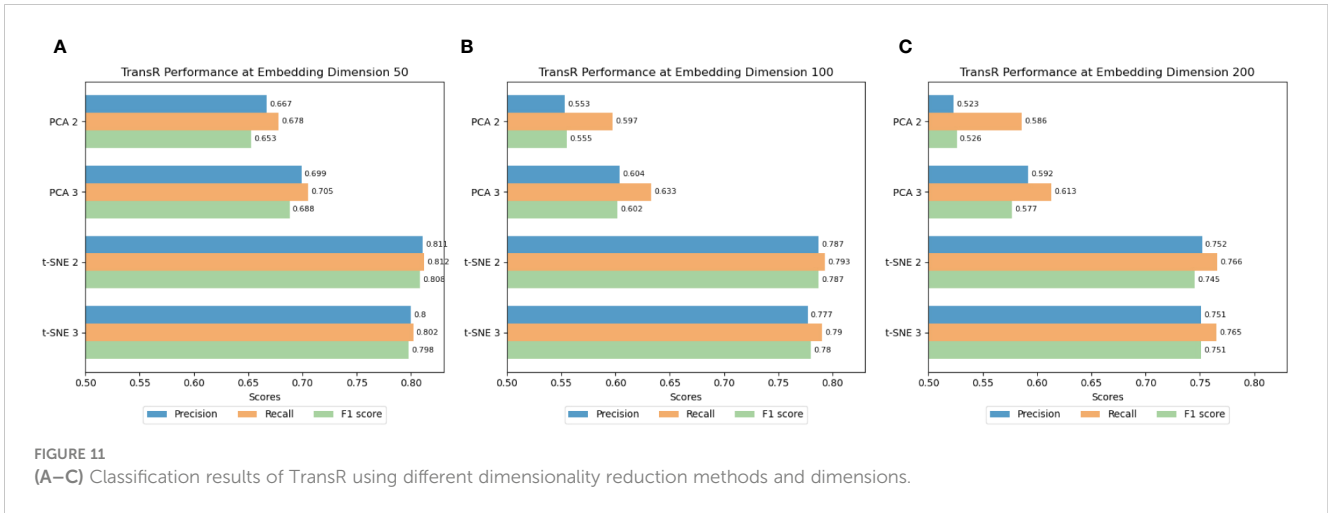 A
TransR Performance at Embedding Dimension 50
PCA 2
0.667
0.678
0.653
PCA 3
0.699
0.705
0.688
t-SNE 2
0.811
0.812
0.808
t-SNE 3
0.8
0.802
0.798
0.50 0.55 0.60 0.65 0.70 0.75 0.80
Scores
Precision Recall F1 score
B
TransR Performance at Embedding Dimension 100
PCA 2
0.553
0.597
0.555
PCA 3
0.604
0.633
0.602
t-SNE 2
0.787
0.793
0.787
t-SNE 3
0.777
0.79
0.78
0.50 0.55 0.60 0.65 0.70 0.75 0.80
Scores
Precision Recall F1 score
C
TransR Performance at Embedding Dimension 200
PCA 2
0.523
0.586
0.526
PCA 3
0.592
0.613
0.577
t-SNE 2
0.752
0.766
0.745
t-SNE 3
0.751
0.765
0.751
0.50 0.55 0.60 0.65 0.70 0.75 0.80
Scores
Precision Recall F1 score
FIGURE 11
(A–C) Classification results of TransR using different dimensionality reduction methods and dimensions.